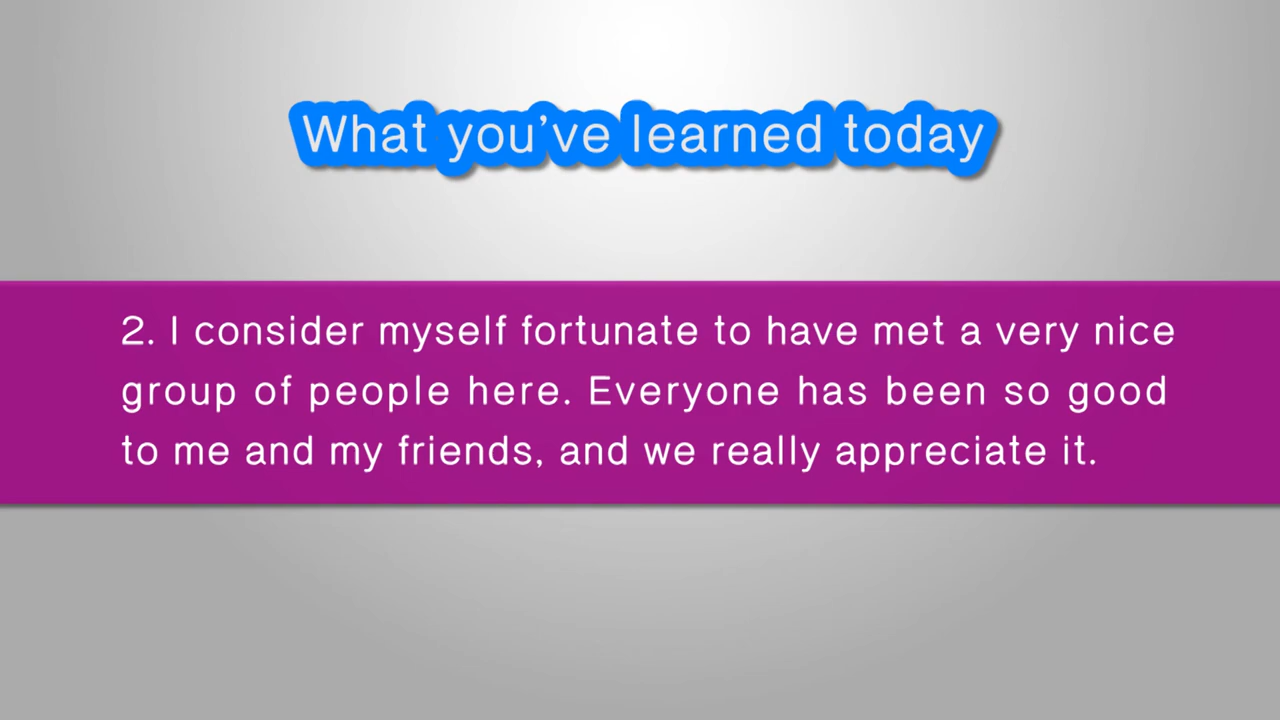 What you’ve learned today
2. I consider myself fortunate to have met a very nice
group of people here. Everyone has been so good
to me and my friends, and we really appreciate it.